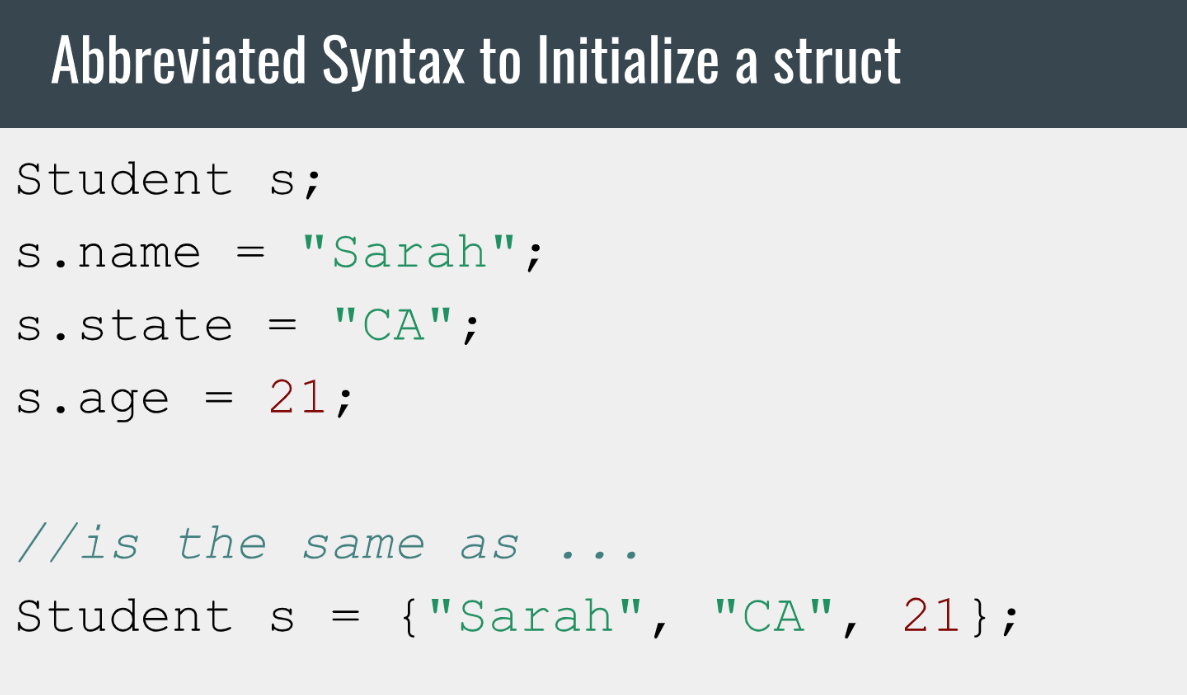 Abbreviated Syntax to Initialize a struct
Student s;
s.name = "Sarah";
s.state = "CA";
s.age = 21;
//is the same as ...
Student s = {"Sarah", "CA", 21};